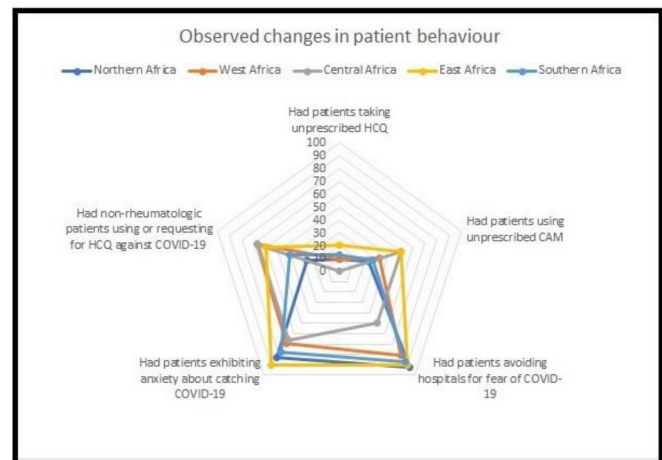 Observed changes in patient behaviour
Northern Africa West Africa Central Africa East Africa Southern Africa
Had patients taking
unprescribed HCQ
100
90
80
70
60
50
40
30
20
10
0
Had patients using
unprescribed CAM
Had patients avoiding
hospitals for fear of COVID-
19
Had patients exhibiting
anxiety about catching
COVID-19
Had non-rheumatologic
patients using or requesting
for HCQ against COVID-19